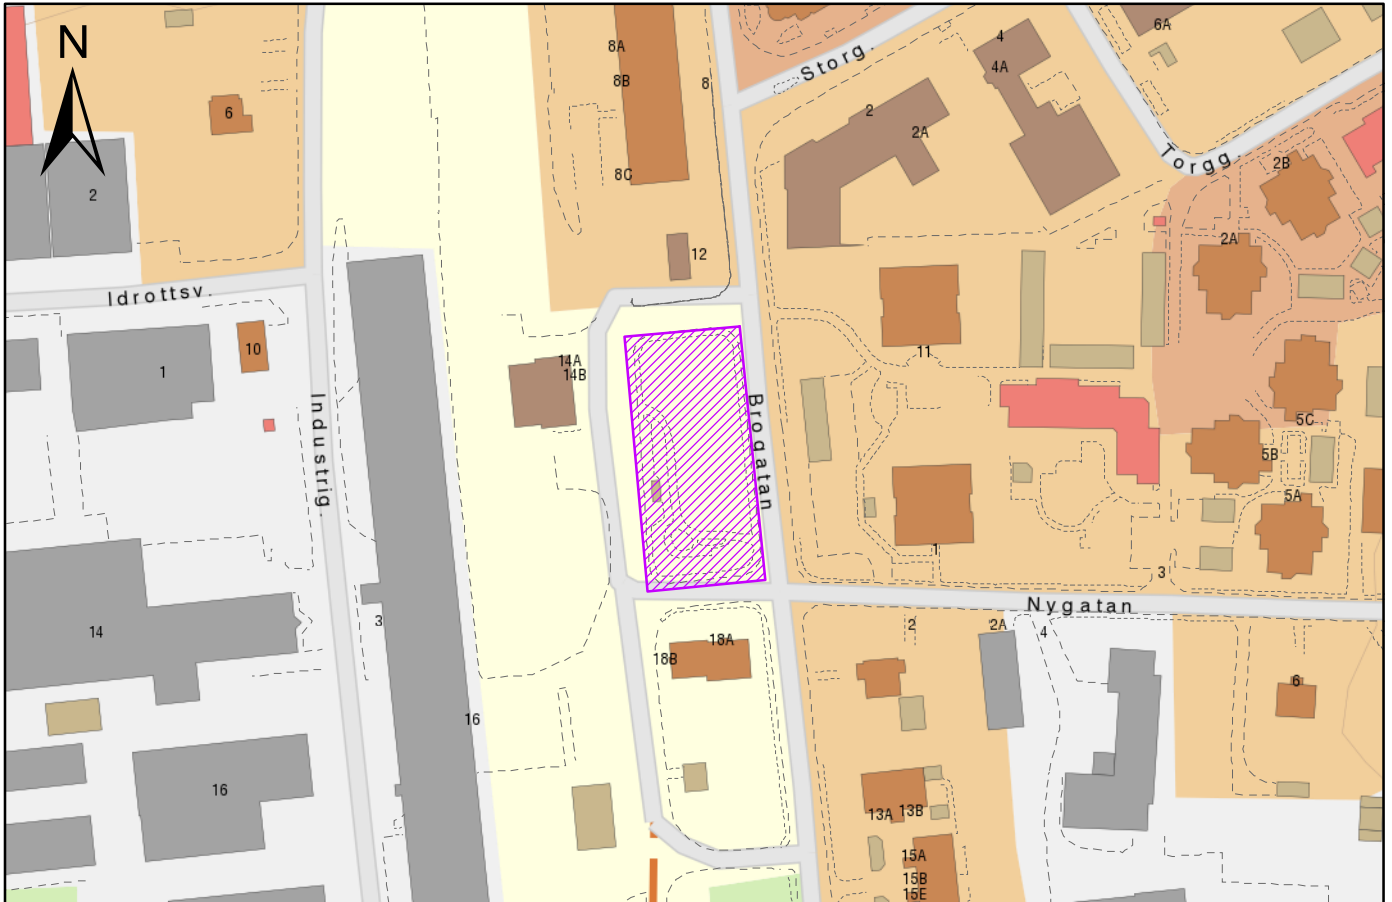 N
6A
4
8A
Storg.
4A
8B
8
2
6
2A
Torgg.
2B
8C
2
2A
12
Idrottsv.
10
11
14A
1
14B
Industrig.
Brogatan
5C
5B
5A
1
3
Nygatan
3
2
2A
4
14
18A
18B
6
16
16
13A
13B
15A
15B
15E